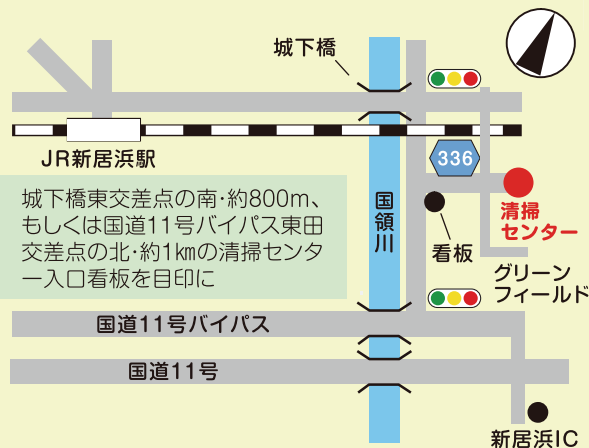 城下橋
JR新居浜駅
336
国領川
清掃
センター
看板
グリーン
フィールド
城下橋東交差点の南・約800m、
もしくは国道11号バイパス東田
交差点の北・約1㎞の清掃センタ
ー入口看板を目印に
国道11号バイパス
国道11号
新居浜IC